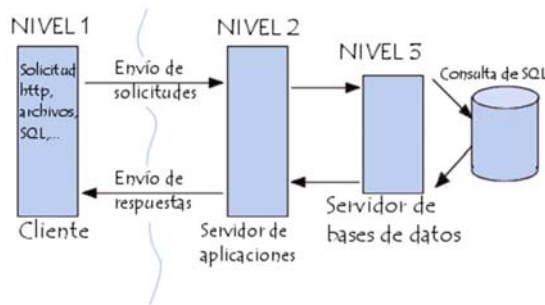 NIVEL 1
Solicitud
http,
archivos,
SQL,...
Cliente
Envío de
solicitudes
Envío de
respuestas
NIVEL 2
Servidor de
aplicaciones
NIVEL 3
Servidor de
bases de datos
Consulta de SQL